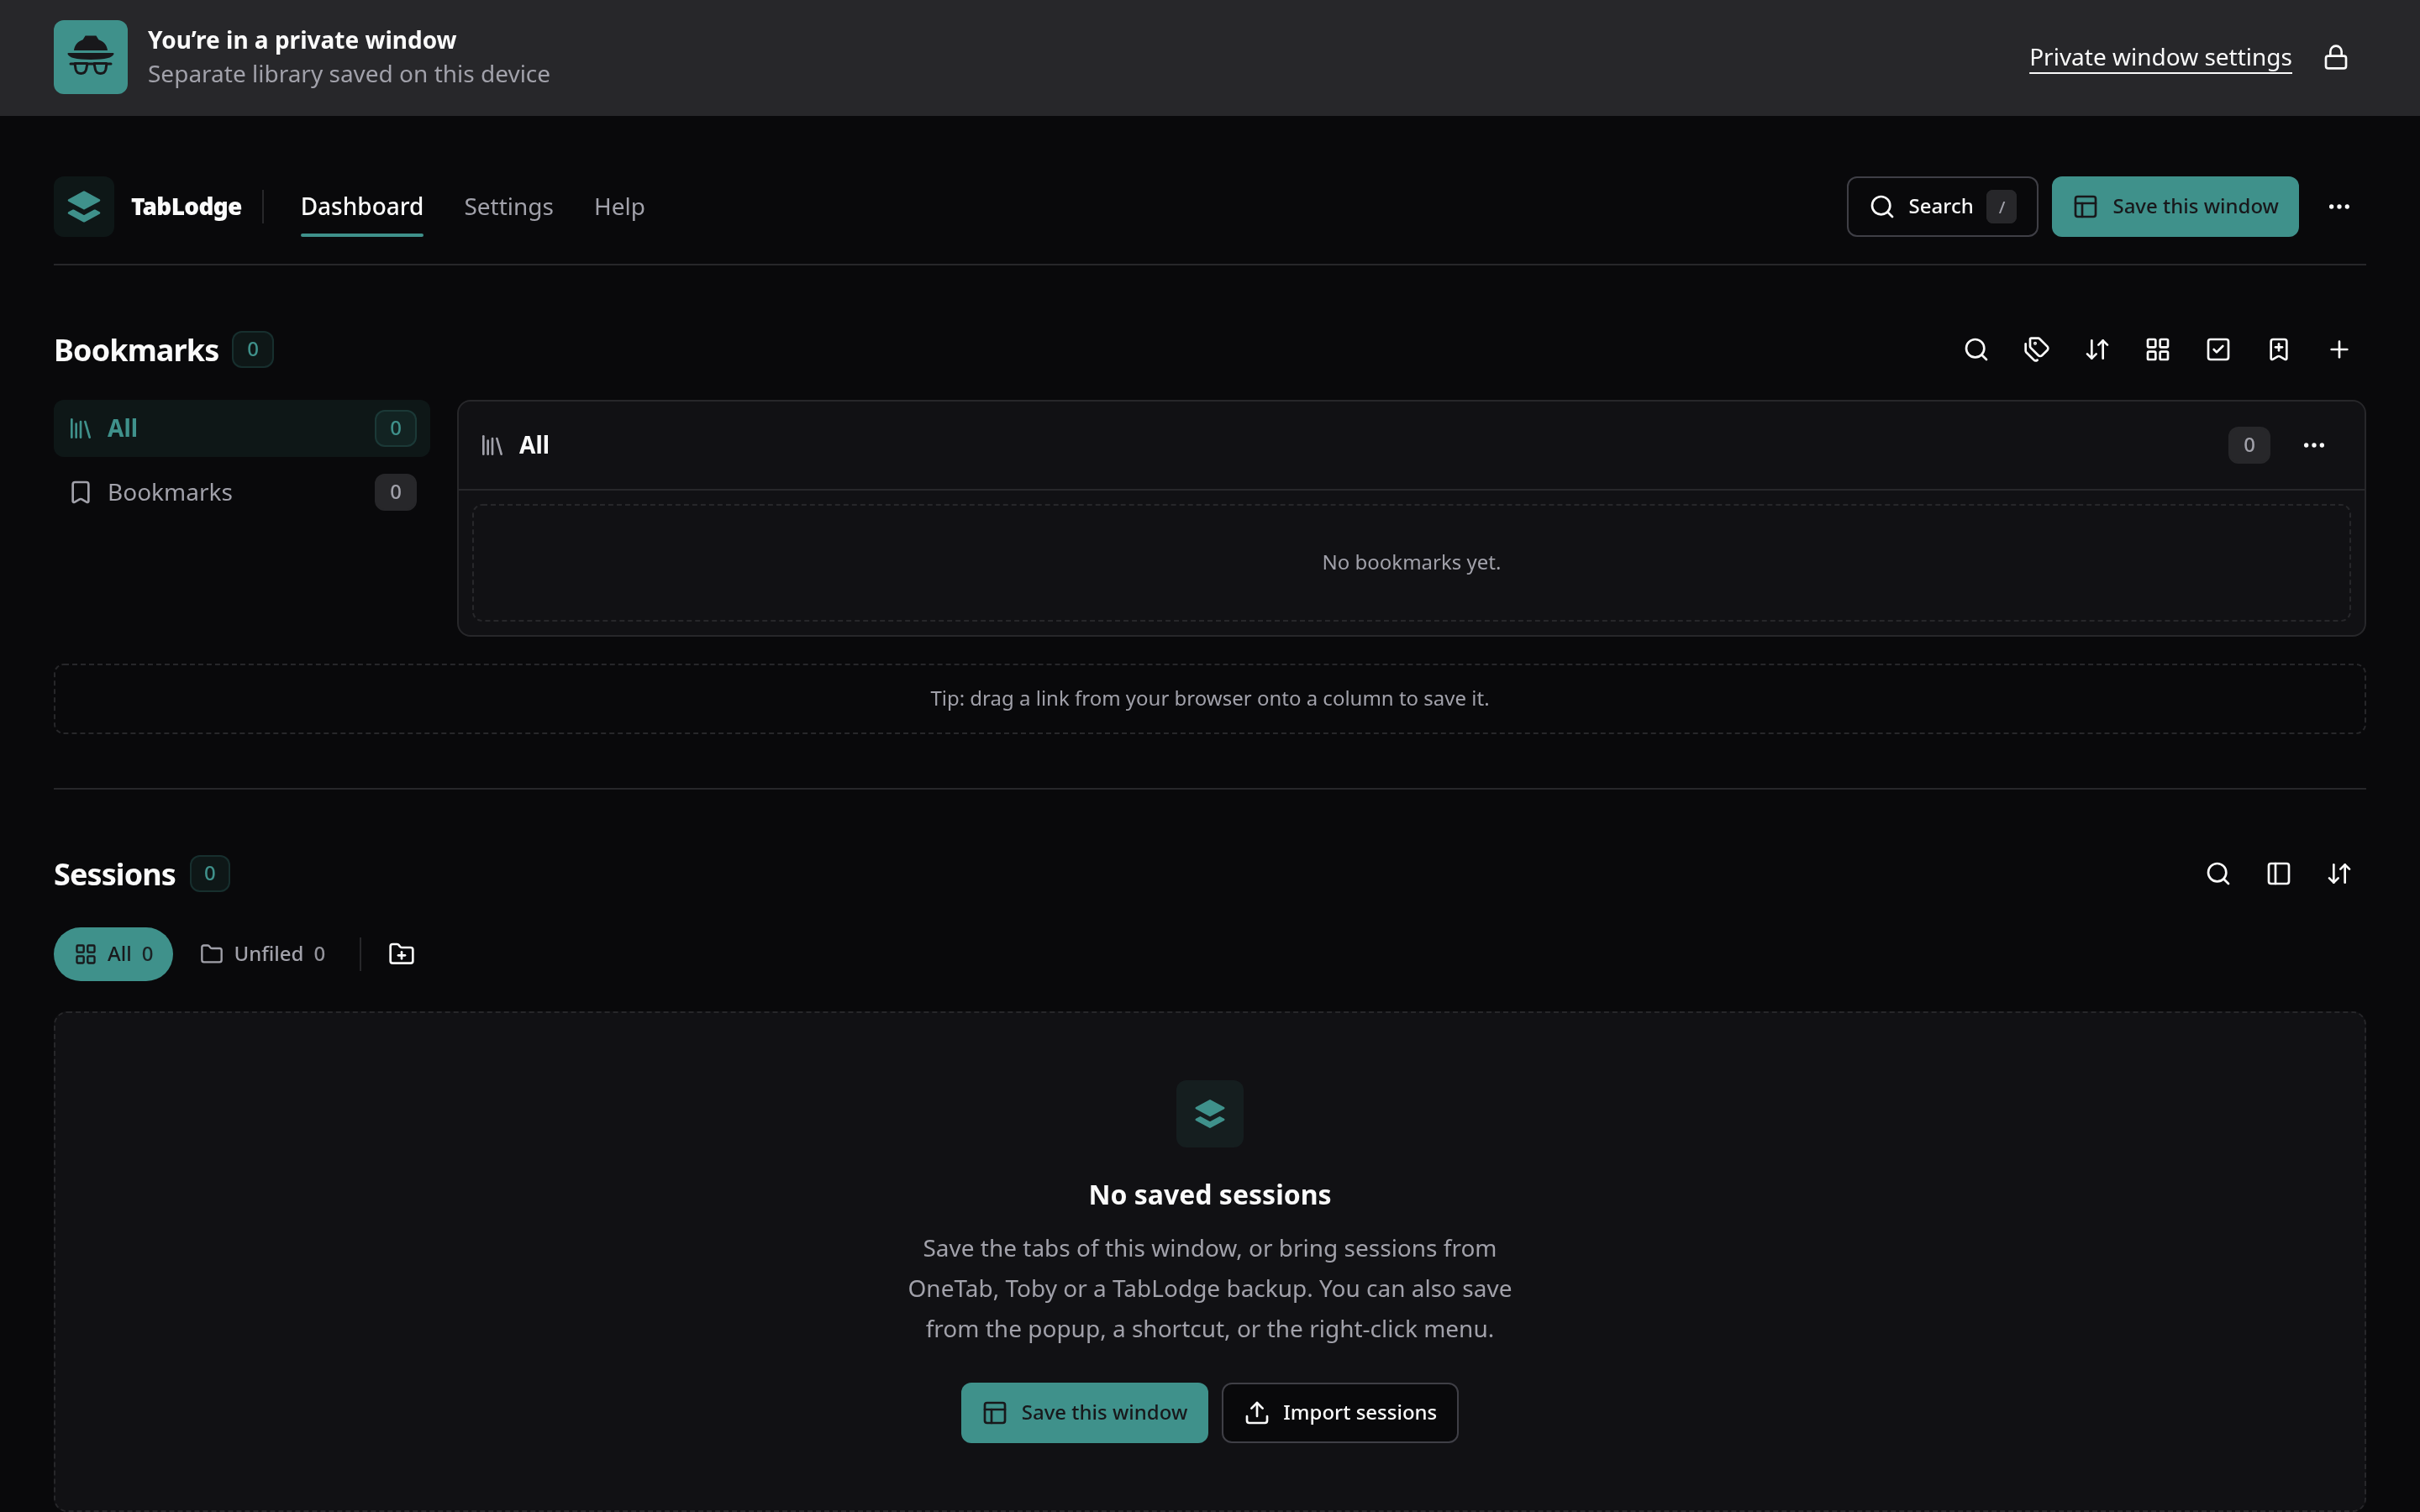 You’re in a private window
Separate library saved on this device
Private window settings
TabLodge
Dashboard
Settings
Help
Search /
Save this window
Bookmarks 0
All 0
Bookmarks 0
All 0
No bookmarks yet.
Tip: drag a link from your browser onto a column to save it.
Sessions 0
All 0
Unfiled 0
No saved sessions
Save the tabs of this window, or bring sessions from
OneTab, Toby or a TabLodge backup. You can also save
from the popup, a shortcut, or the right-click menu.
Save this window
Import sessions